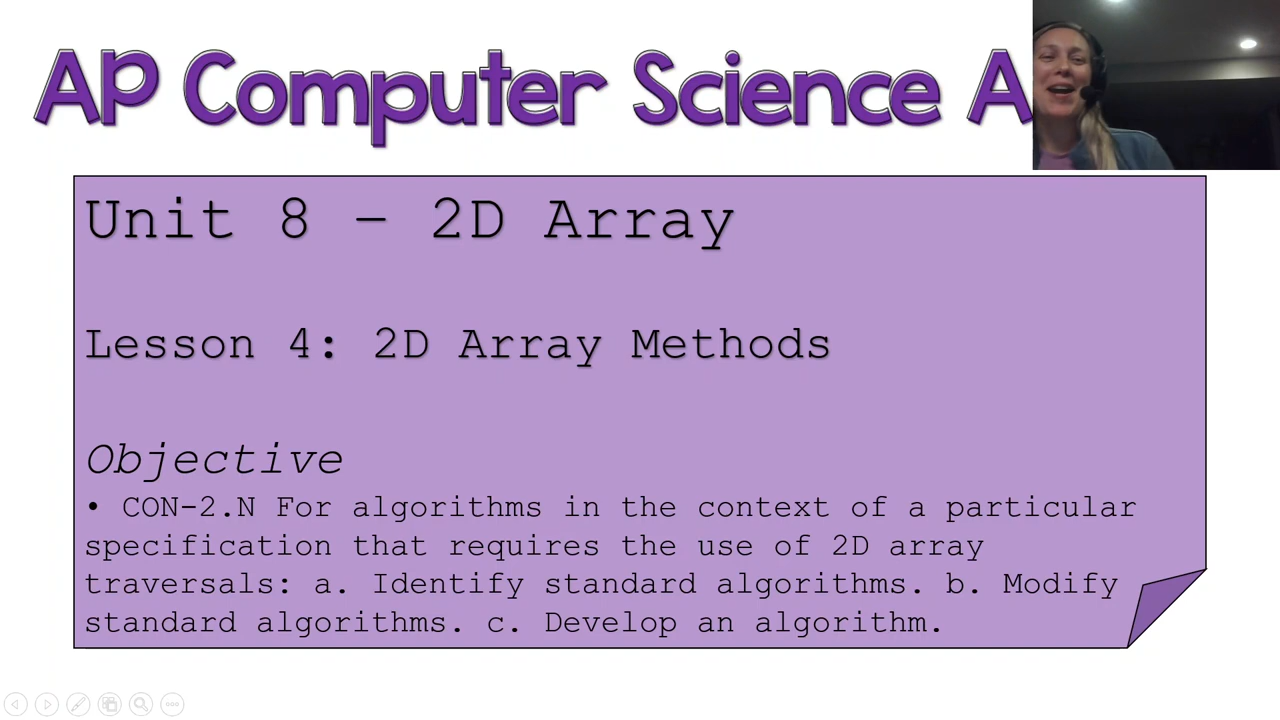 AP Computer Science A
Unit 8 – 2D Array
Lesson 4: 2D Array Methods
Objective
• CON-2.N For algorithms in the context of a particular
specification that requires the use of 2D array
traversals: a. Identify standard algorithms. b. Modify
standard algorithms. c. Develop an algorithm.